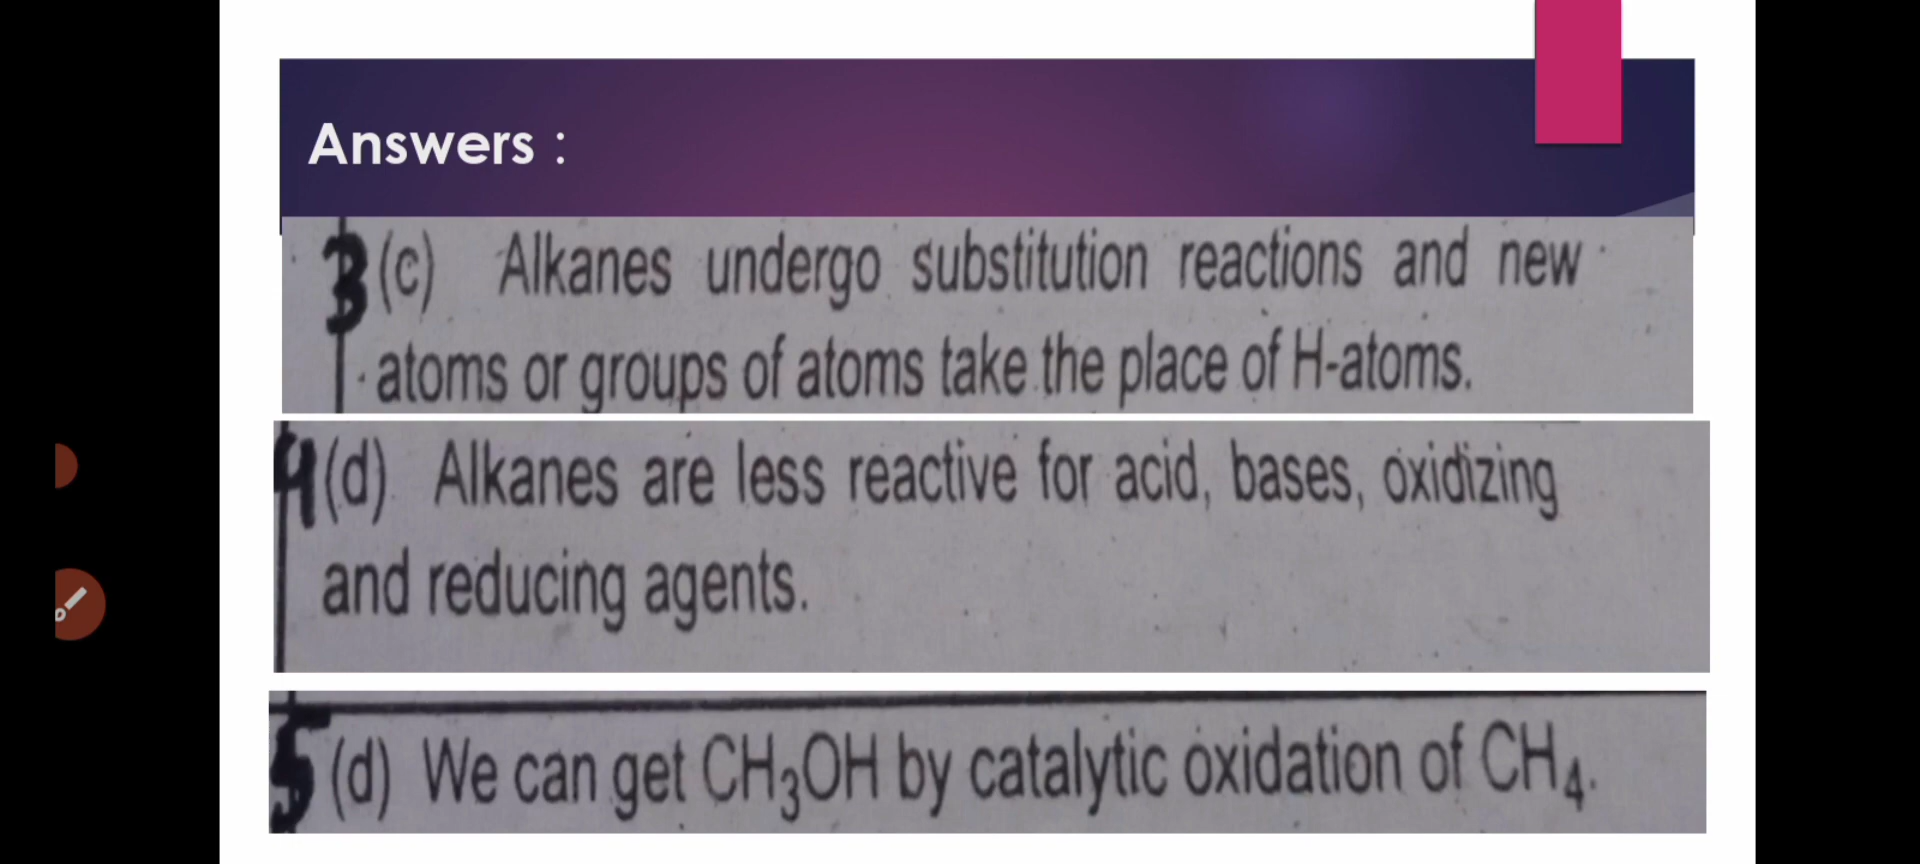 Answers :
3 (c) Alkanes undergo substitution reactions and new
atoms or groups of atoms take the place of H-atoms.
4 (d) Alkanes are less reactive for acid, bases, oxidizing
and reducing agents.
5 (d) We can get CH₃OH by catalytic oxidation of CH₄.